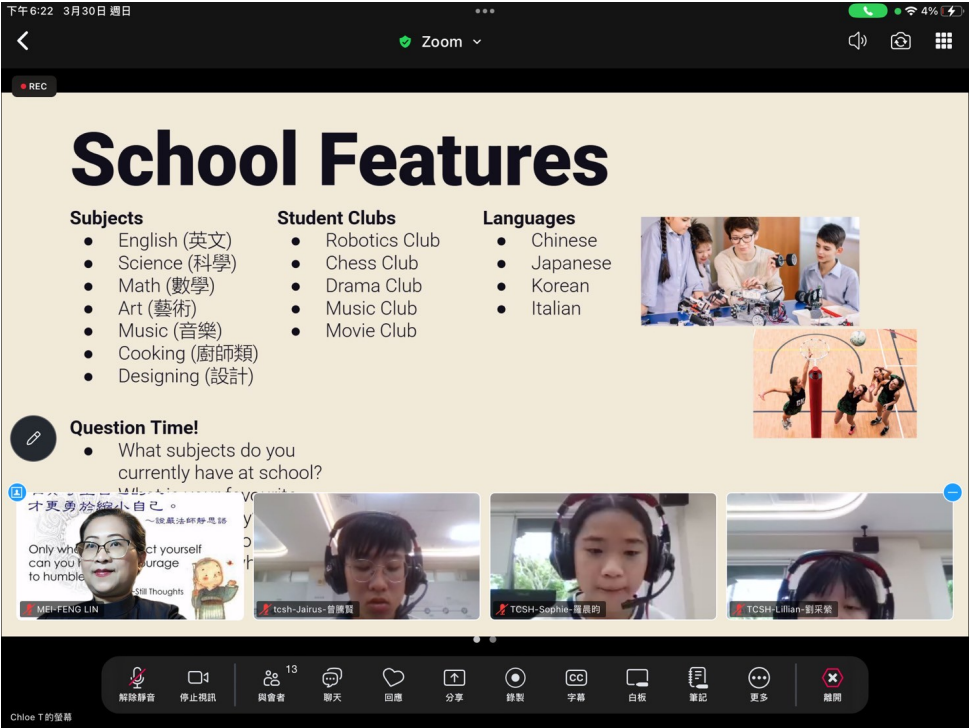 下午6:22 3月30日 週日
4%
Zoom
REC
School Features
Subjects
English (英文)
Science (科學)
Math (數學)
Art (藝術)
Music (音樂)
Cooking (廚師類)
Designing (設計)
Student Clubs
Robotics Club
Chess Club
Drama Club
Music Club
Movie Club
Languages
Chinese
Japanese
Korean
Italian
Question Time!
What subjects do you
currently have at school?
才更勇於縮小自己。
Only
yourself
can you
to humble
Still Thoughts
MEI-FENG LIN
tcsh-Jairus-曾騰賢
TCSH-Sophie-羅晨昀
TCSH-Lillian-劉采縈
解除靜音
停止視訊
13
與會者
聊天
回應
分享
錄製
CC
字幕
白板
筆記
更多
離開
Chloe T 的螢幕